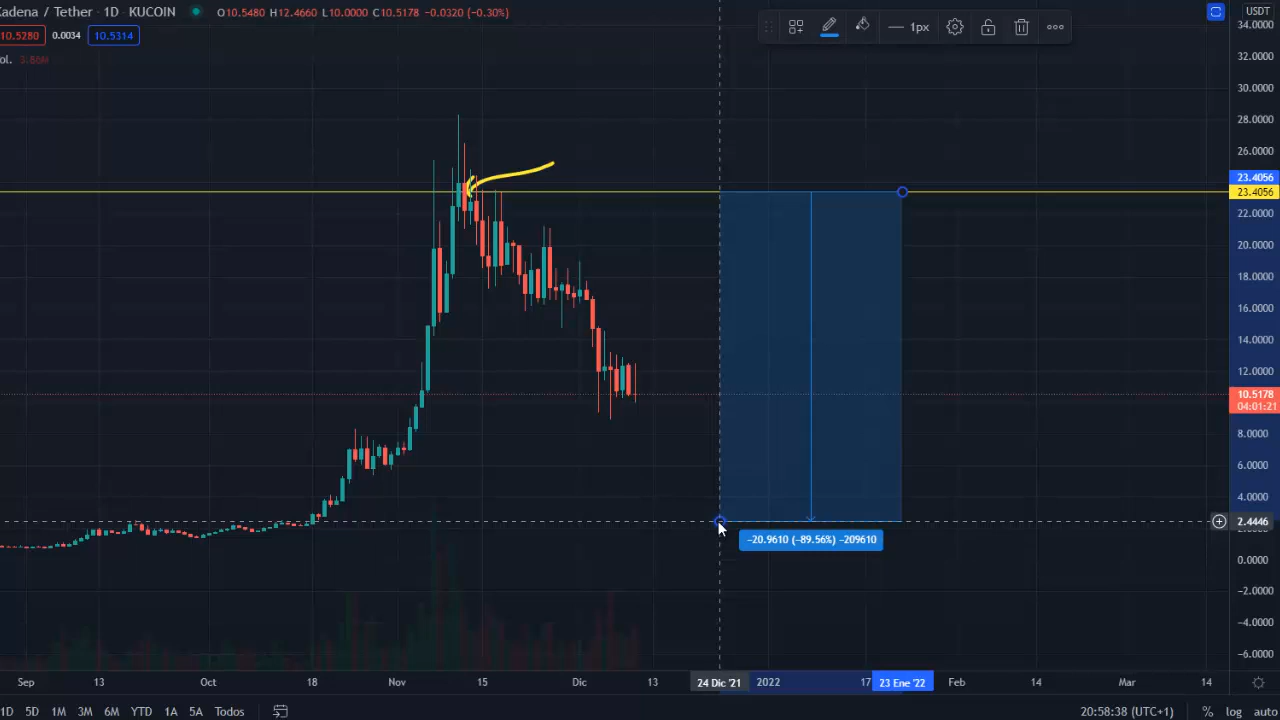 Kadena / Tether · 1D · KUCOIN O10.5480 H12.4660 L10.0000 C10.5178 −0.0320 (−0.30%)
10.5280 0.0034 10.5314
ol. 3.86M
1px
USDT
34.0000
32.0000
30.0000
28.0000
26.0000
23.4056
23.4056
22.0000
20.0000
18.0000
16.0000
14.0000
12.0000
10.5178
04:01:21
8.0000
6.0000
4.0000
2.4446
−20.9610 (−89.56%) −209610
0.0000
−2.0000
−4.0000
−6.0000
Sep 13 Oct 18 Nov 15 Dic 13 24 Dic '21 2022 17 23 Ene '22 Feb 14 Mar 14
1D 5D 1M 3M 6M YTD 1A 5A Todos 20:58:38 (UTC+1) % log auto